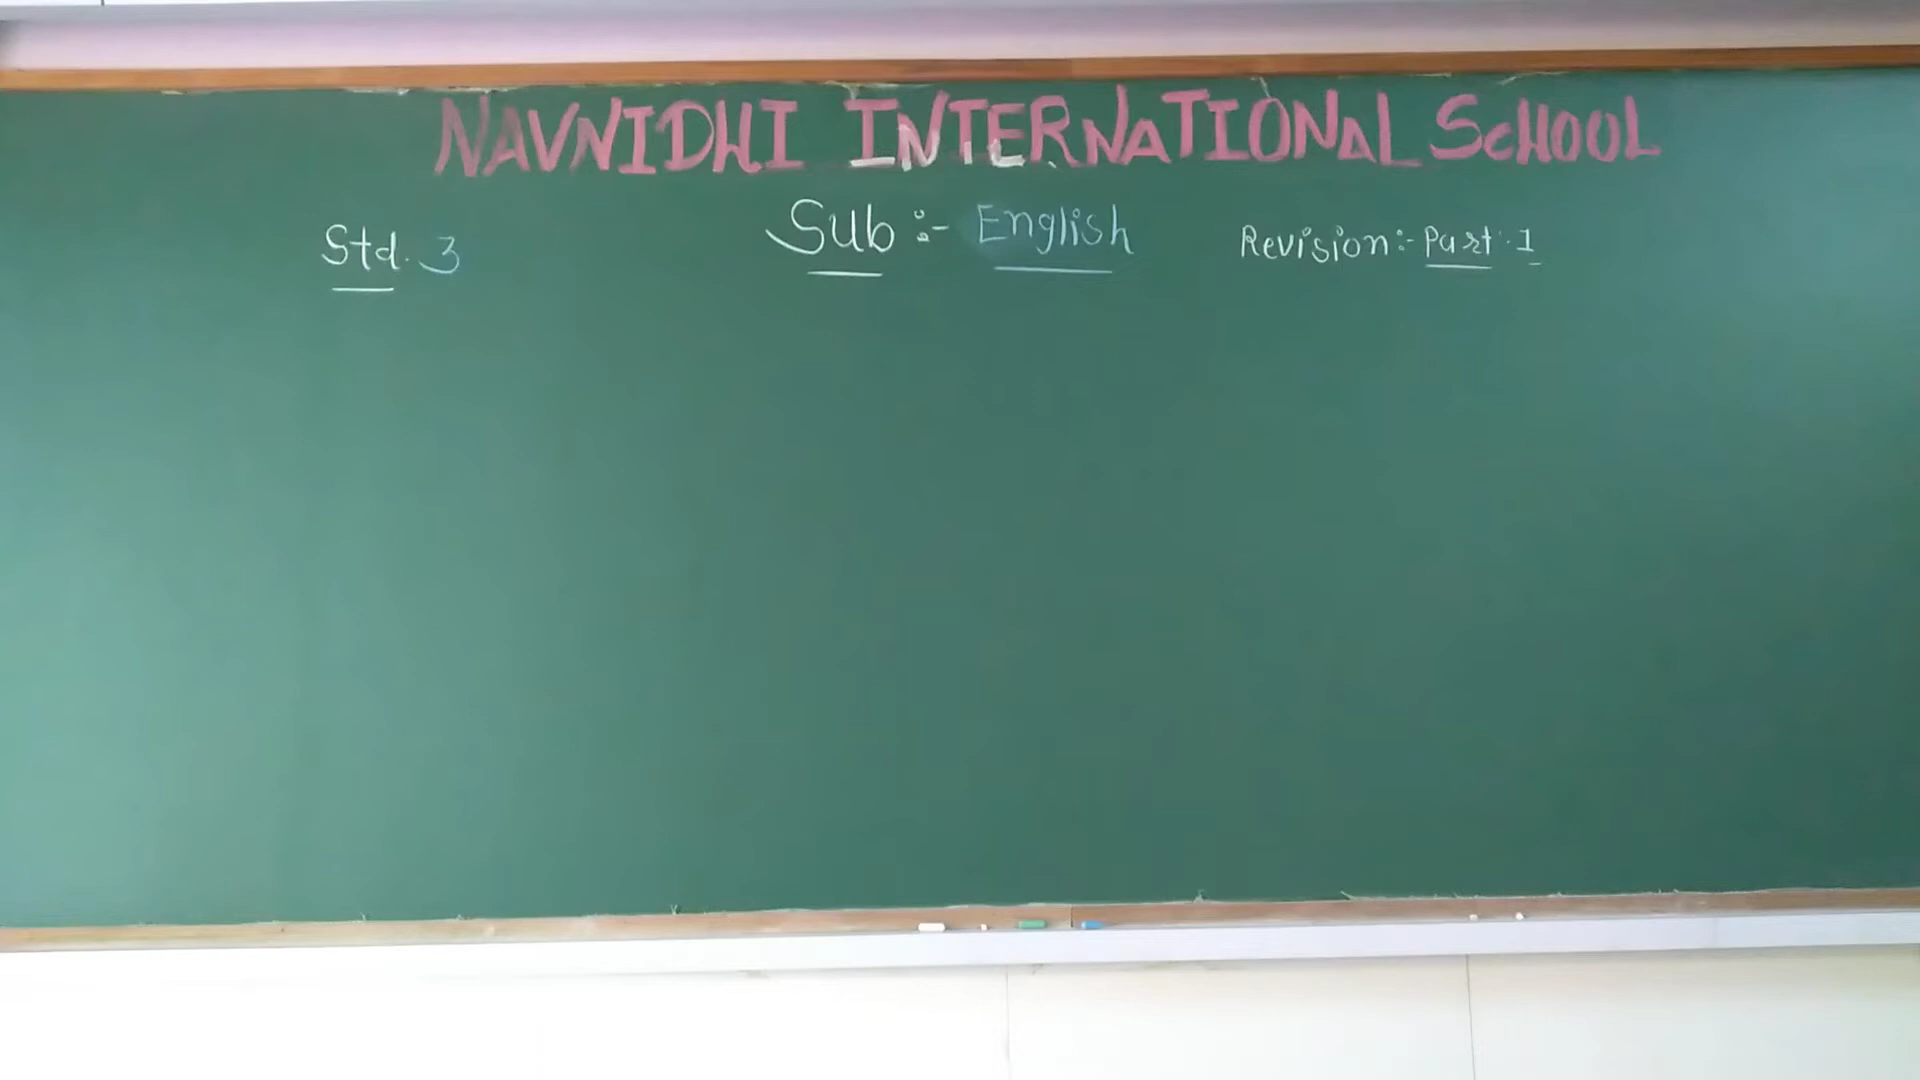 NAVNIDHI INTERNATIONAL SCHOOL
Std. 3 Sub :- English Revision :- Part . 1